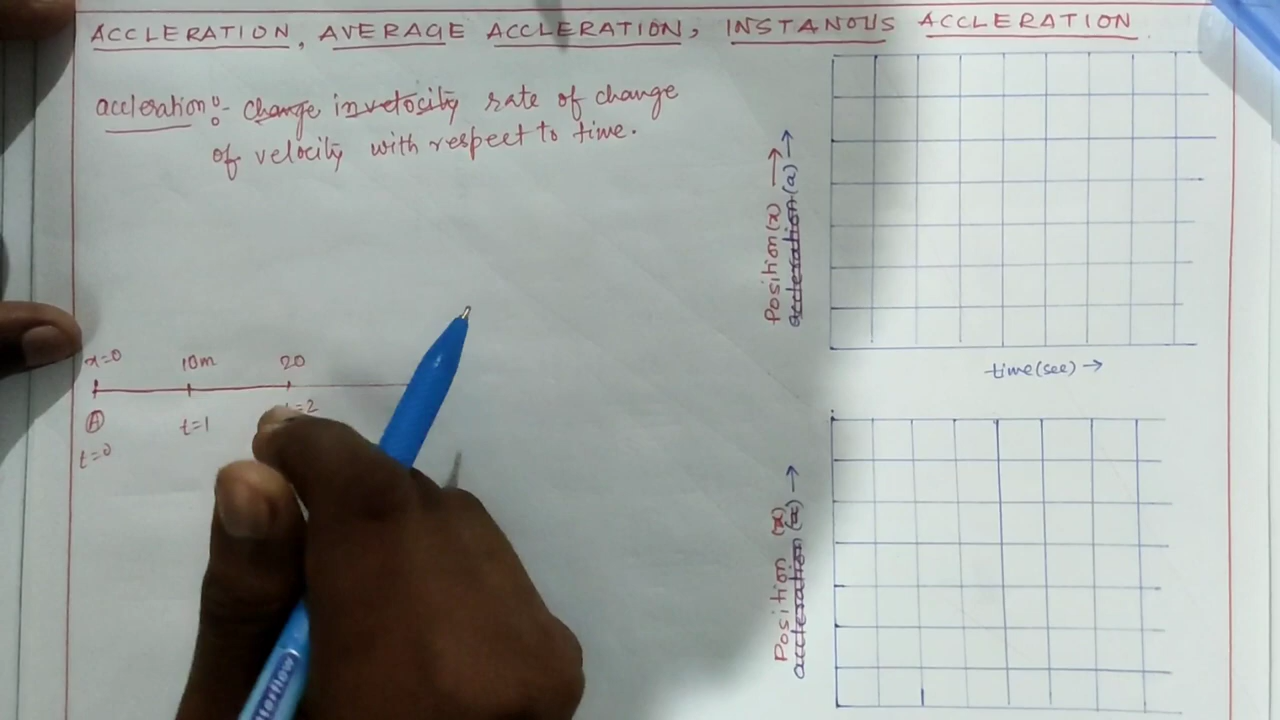 ACCLERATION, AVERAGE ACCLERATION, INSTANOUS ACCLERATION
accleration:- change in velocity rate of change
of velocity with respect to time.
x=0 10m 20
A t=1 t=2
t=0
Position(x) →
accleration(a) →
time(sec) →
Position (x)
accleration(a) →